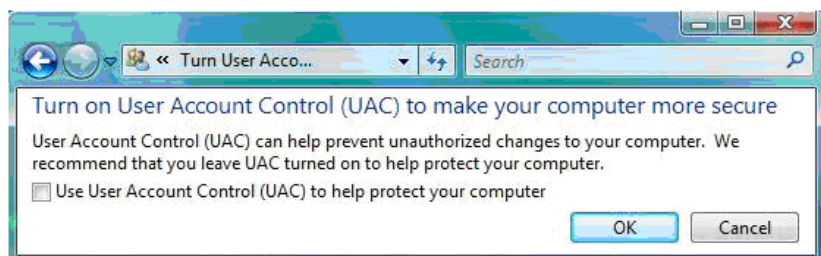 « Turn User Acco...
Search
Turn on User Account Control (UAC) to make your computer more secure
User Account Control (UAC) can help prevent unauthorized changes to your computer. We
recommend that you leave UAC turned on to help protect your computer.
Use User Account Control (UAC) to help protect your computer
OK
Cancel